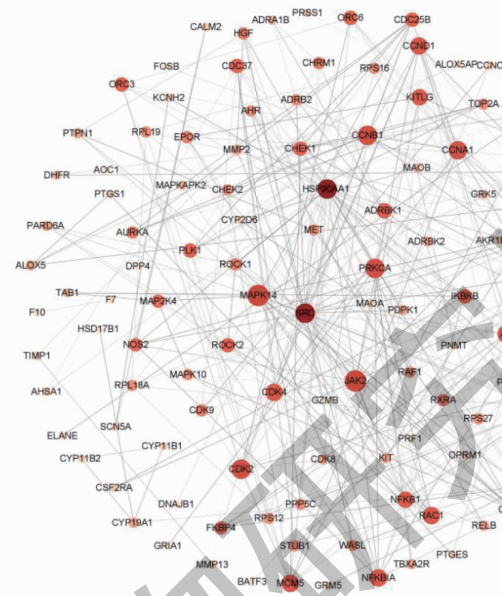 PRSS1
ADRA1B
ORC6
CDC25B
CALM2
HGF
CCND1
CHRM1
FOSB
CDC37
RPS16
ALOX5AP
ORC3
KCNH2
KITLG
ADRB2
TOP2A
AHR
PTPN1
RPL19
EPOR
CCNB1
MMP2
CHEK1
CCNA1
DHFR
AOC1
MAOB
MAPKAPK2
CHEK2
HSP90AA1
PTGS1
GRK5
ADRBK1
CYP2D6
PARD6A
AURKA
MET
ADRBK2
PLK1
ALOX5
DPP4
ROCK1
PRKCA
TAB1
F7
MAP2K4
MAPK14
IKBKB
MAOA
PDPK1
F10
SRC
HSD17B1
NOS2
ROCK2
PNMT
TIMP1
MAPK10
RAF1
JAK2
AHSA1
RPL18A
CDK4
GZMB
RXRA
CDK9
RPS27
SCN5A
ELANE
PRF1
CYP11B1
CYP11B2
CDK8
KIT
OPRM1
CDK2
CSF2RA
NFKB1
DNAJB1
PPP5C
RAC1
CYP19A1
RPS12
FKBP4
RELB
GRIA1
STUB1
WASL
PTGES
MMP13
TBXA2R
BATF3
MCM5
GRM5
NFKBIA